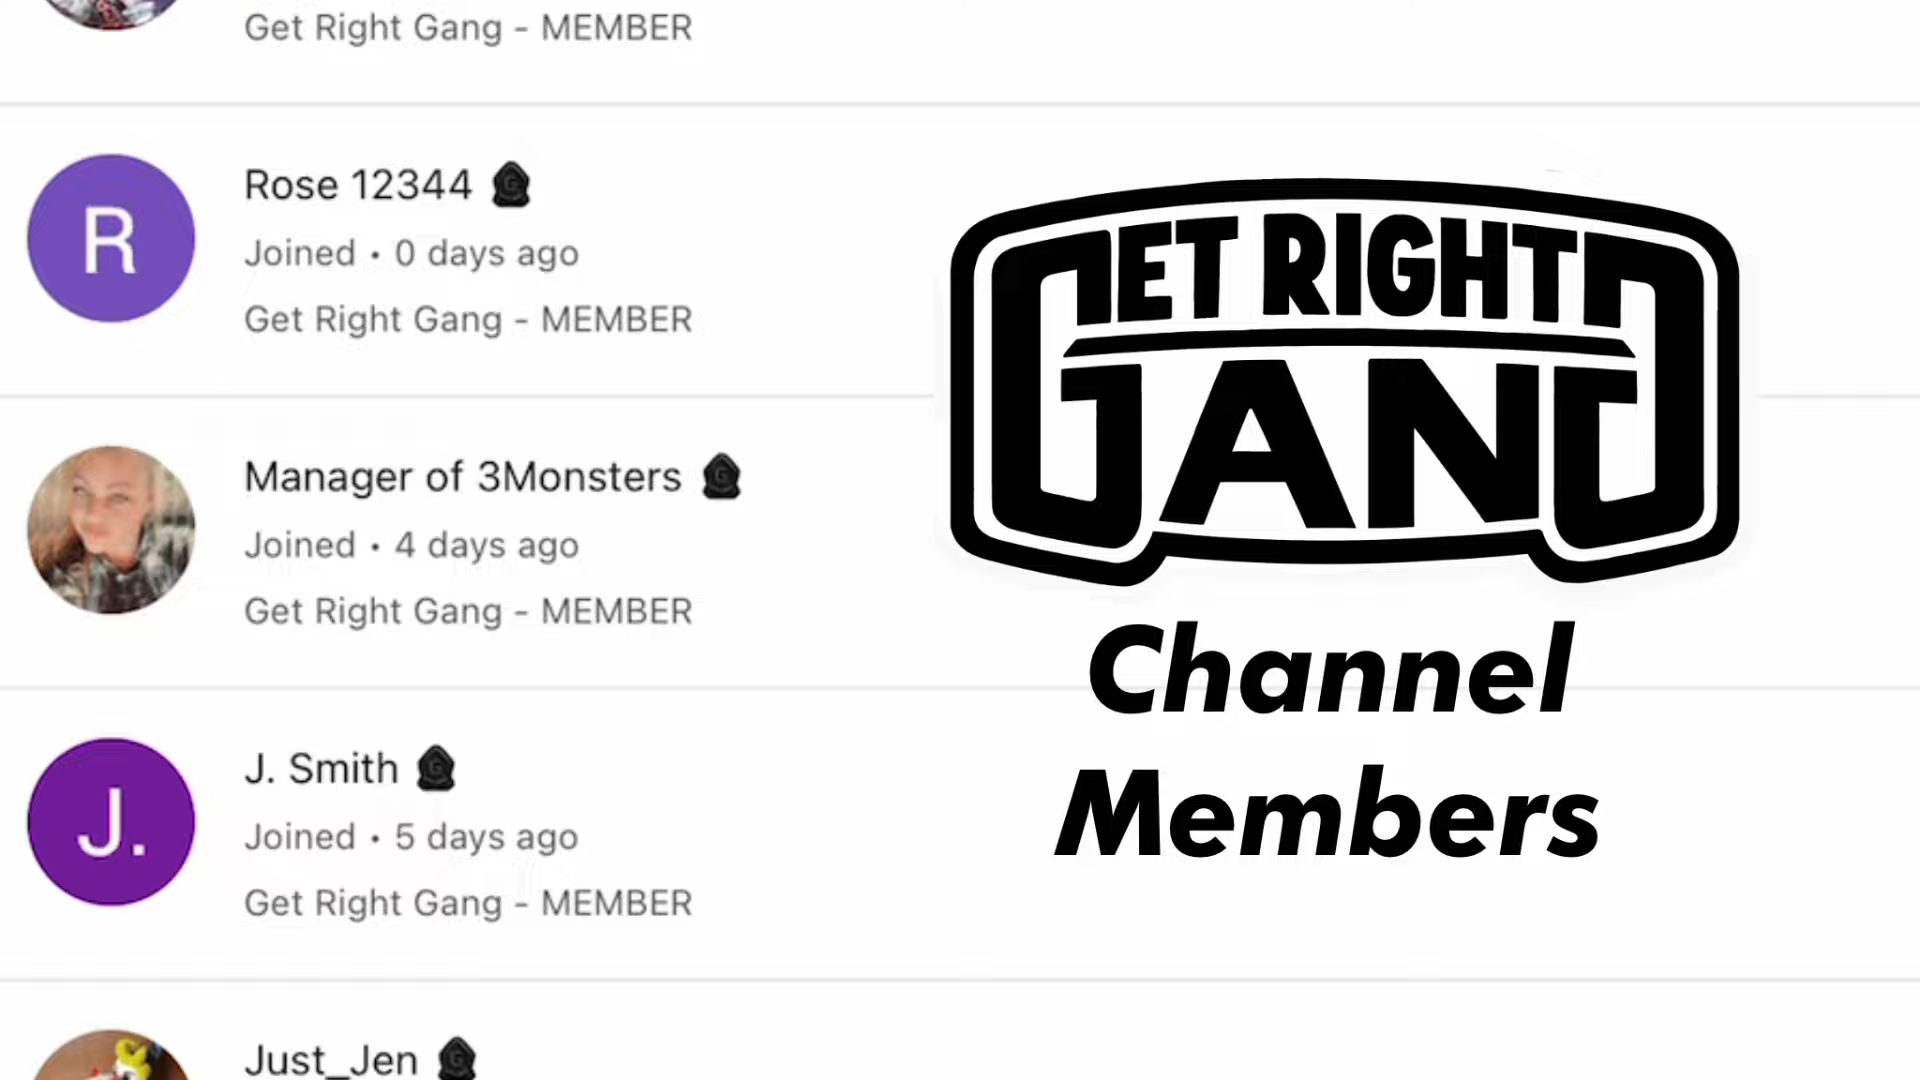 Get Right Gang - MEMBER
R
Rose 12344
Joined • 0 days ago
Get Right Gang - MEMBER
Manager of 3Monsters
Joined • 4 days ago
Get Right Gang - MEMBER
J.
J. Smith
Joined • 5 days ago
Get Right Gang - MEMBER
Just_Jen
GET RIGHT
GANG
Channel
Members